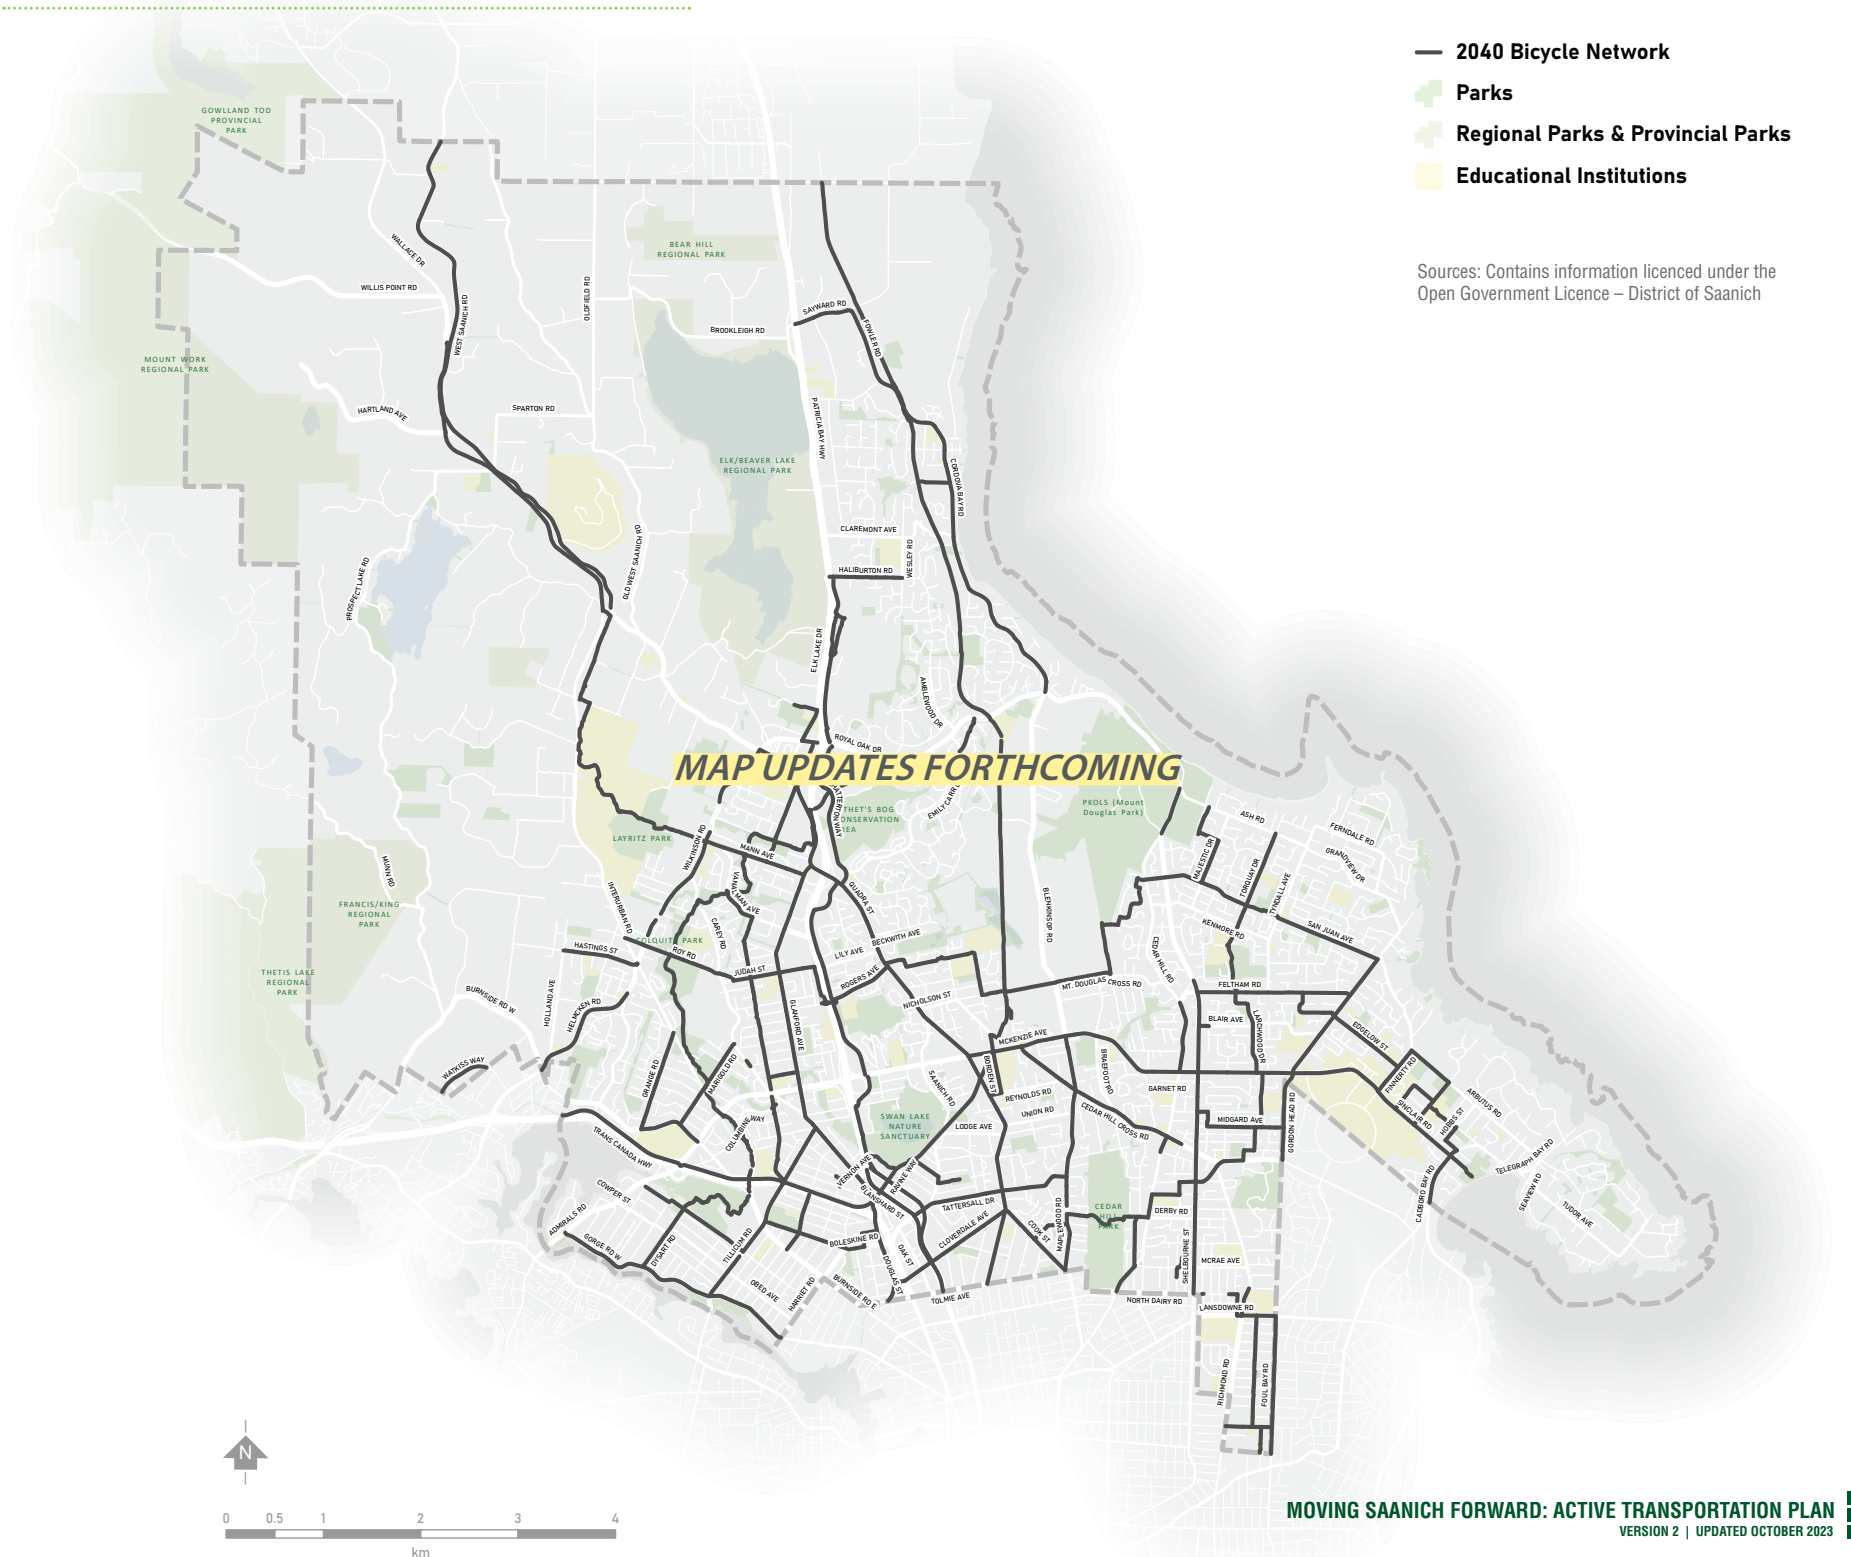 2040 Bicycle Network
Parks
Regional Parks & Provincial Parks
Educational Institutions
Sources: Contains information licenced under the
Open Government Licence – District of Saanich
GOWLLAND TOD
PROVINCIAL
PARK
WALLACE DR
WILLIS POINT RD
WEST SAANICH RD
OLDFIELD RD
BEAR HILL
REGIONAL PARK
SAYWARD RD
BROOKLEIGH RD
FOWLER RD
MOUNT WORK
REGIONAL PARK
HARTLAND AVE
SPARTON RD
PATRICIA BAY HWY
ELK/BEAVER LAKE
REGIONAL PARK
CORDOVA BAY RD
CLAREMONT AVE
WESLEY RD
HALIBURTON RD
OLD WEST SAANICH RD
PROSPECT LAKE RD
ELK LAKE DR
AMBLEWOOD DR
ROYAL OAK DR
MAP UPDATES FORTHCOMING
EMILY CARR
PKOLS (Mount
Douglas Park)
ASH RD
FERNDALE RD
GRANDVIEW DR
MAJESTIC DR
TORQUAY DR
TYNDALL AVE
LAYRITZ PARK
WILKINSON RD
MANN AVE
QUADRA ST
MUNN RD
INTERURBAN RD
CAREY RD
FRANCIS/KING
REGIONAL
PARK
BLENKINSOP RD
KENMORE RD
SAN JUAN AVE
HASTINGS ST
ROY RD
LILY AVE
BECKWITH AVE
CEDAR HILL RD
THETIS LAKE
REGIONAL
PARK
JUDAH ST
ROGERS AVE
MT. DOUGLAS CROSS RD
FELTHAM RD
BURNSIDE RD W
HOLLAND AVE
HELMCKEN RD
GLANFORD AVE
NICHOLSON ST
BLAIR AVE
LARCHWOOD DR
EDGELOW ST
MCKENZIE AVE
WATKISS WAY
GRANGE RD
MARIGOLD RD
SAANICH RD
BORDEN ST
BRAEFOOT RD
REYNOLDS RD
UNION RD
GARNET RD
FINNERTY RD
SINCLAIR RD
ARBUTUS RD
HOBBS ST
SWAN LAKE
NATURE
SANCTUARY
LODGE AVE
CEDAR HILL CROSS RD
MIDGARD AVE
GORDON HEAD RD
TRANS CANADA HWY
COLUMBINE WAY
VERNON AVE
RAVINE WAY
TELEGRAPH BAY RD
CADBORO BAY RD
SEAVIEW RD
TUDOR AVE
COWPER ST
ADMIRALS RD
GORGE RD W
DYSART RD
TILLICUM RD
BLANSHARD ST
TATTERSALL DR
CLOVERDALE AVE
COOK ST
MAPLEWOOD RD
CEDAR
HILL
PARK
DERBY RD
SHELBOURNE ST
MCRAE AVE
BOLESKINE RD
OAK ST
DOUGLAS ST
OBED AVE
HARRIET RD
BURNSIDE RD E
TOLMIE AVE
NORTH DAIRY RD
LANSDOWNE RD
RICHMOND RD
FOUL BAY RD
N
0 0.5 1 2 3 4
km
MOVING SAANICH FORWARD: ACTIVE TRANSPORTATION PLAN
VERSION 2 | UPDATED OCTOBER 2023